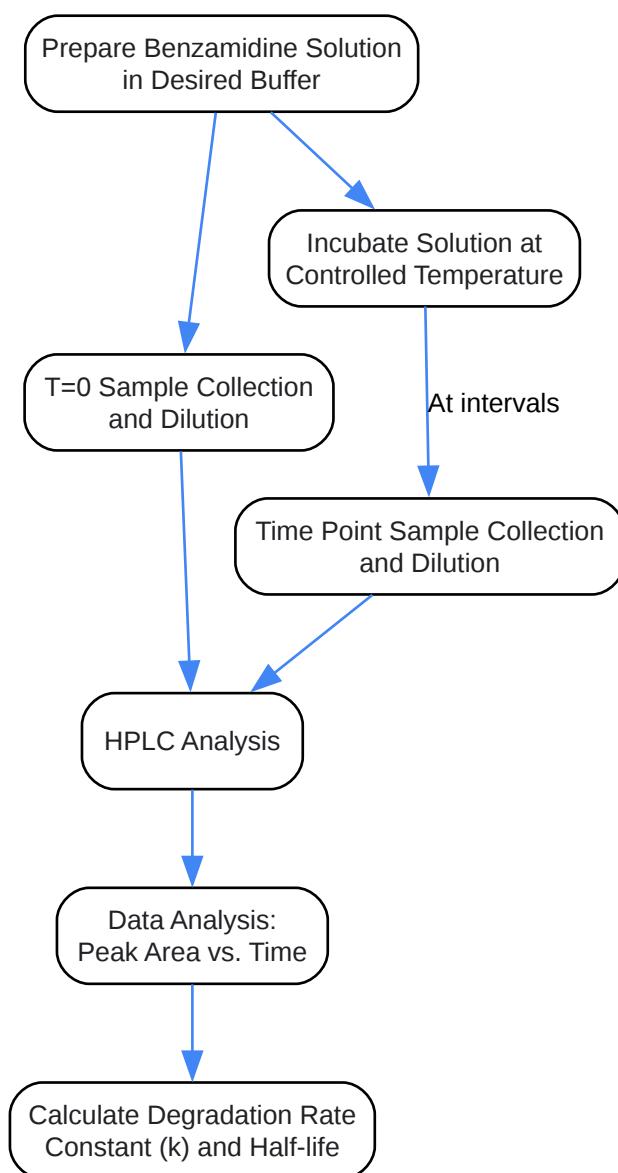 Prepare Benzamidine Solution
in Desired Buffer
Incubate Solution at
Controlled Temperature
T=0 Sample Collection
and Dilution
At intervals
Time Point Sample Collection
and Dilution
HPLC Analysis
Data Analysis:
Peak Area vs. Time
Calculate Degradation Rate
Constant (k) and Half-life